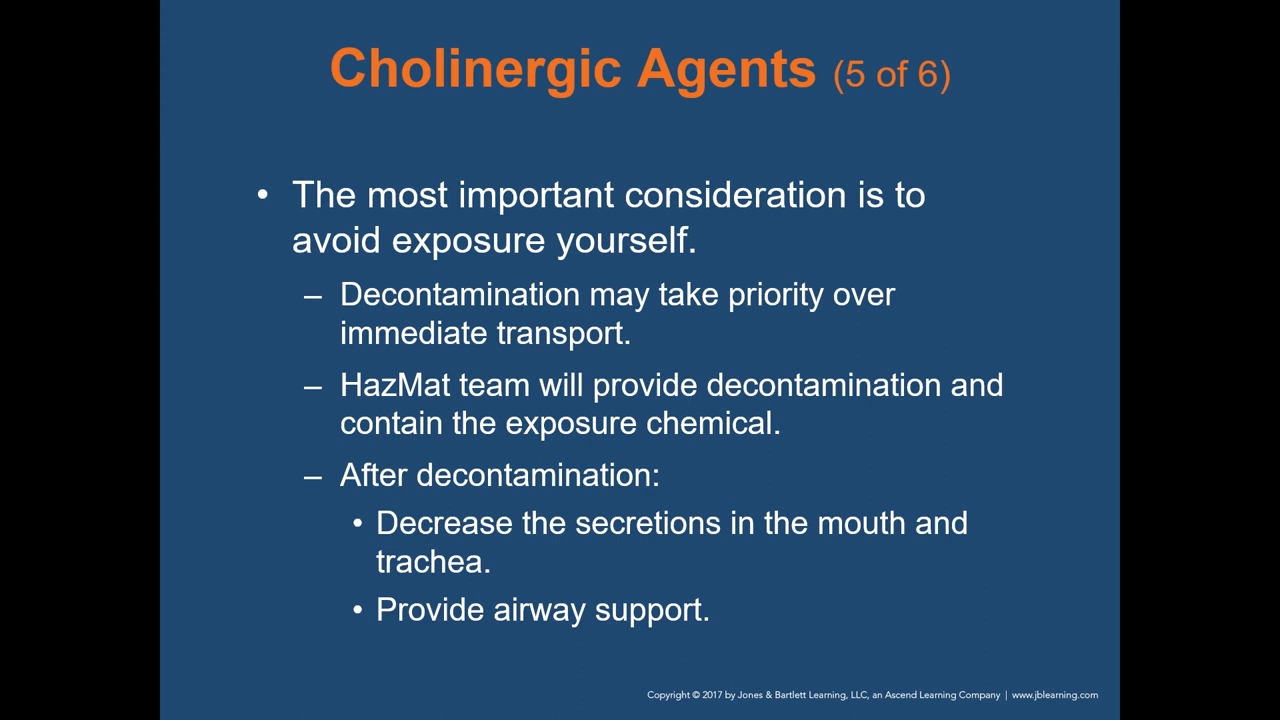 Cholinergic Agents (5 of 6)
• The most important consideration is to
avoid exposure yourself.
– Decontamination may take priority over
immediate transport.
– HazMat team will provide decontamination and
contain the exposure chemical.
– After decontamination:
• Decrease the secretions in the mouth and
trachea.
• Provide airway support.
Copyright © 2017 by Jones & Bartlett Learning, LLC, an Ascend Learning Company | www.jblearning.com